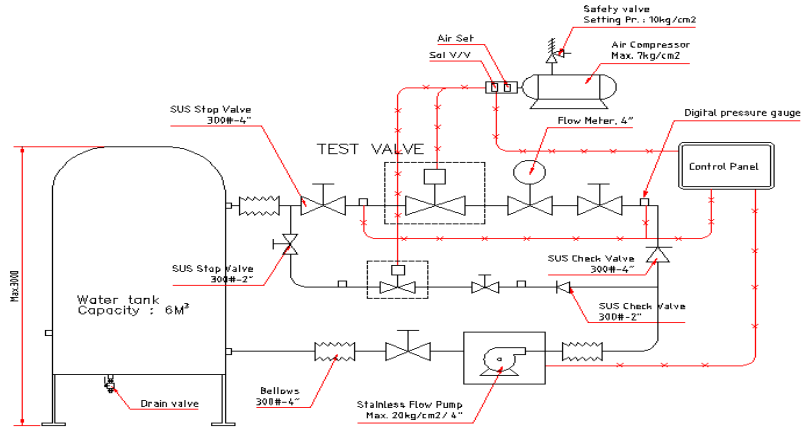 Safety valve
Setting Pr. : 10kg/cm2
Air Set
Sol V/V
Air Compressor
Max. 7kg/cm2
SUS Stop Valve
300#-4"
Flow Meter, 4"
Digital pressure gauge
TEST VALVE
Control Panel
SUS Stop Valve
300#-2"
SUS Check Valve
300#-4"
Max3000
Water tank
Capacity : 6M³
SUS Check Valve
300#-2"
Bellows
300#-4"
Drain valve
Stainless Flow Pump
Max. 20kg/cm2/ 4"